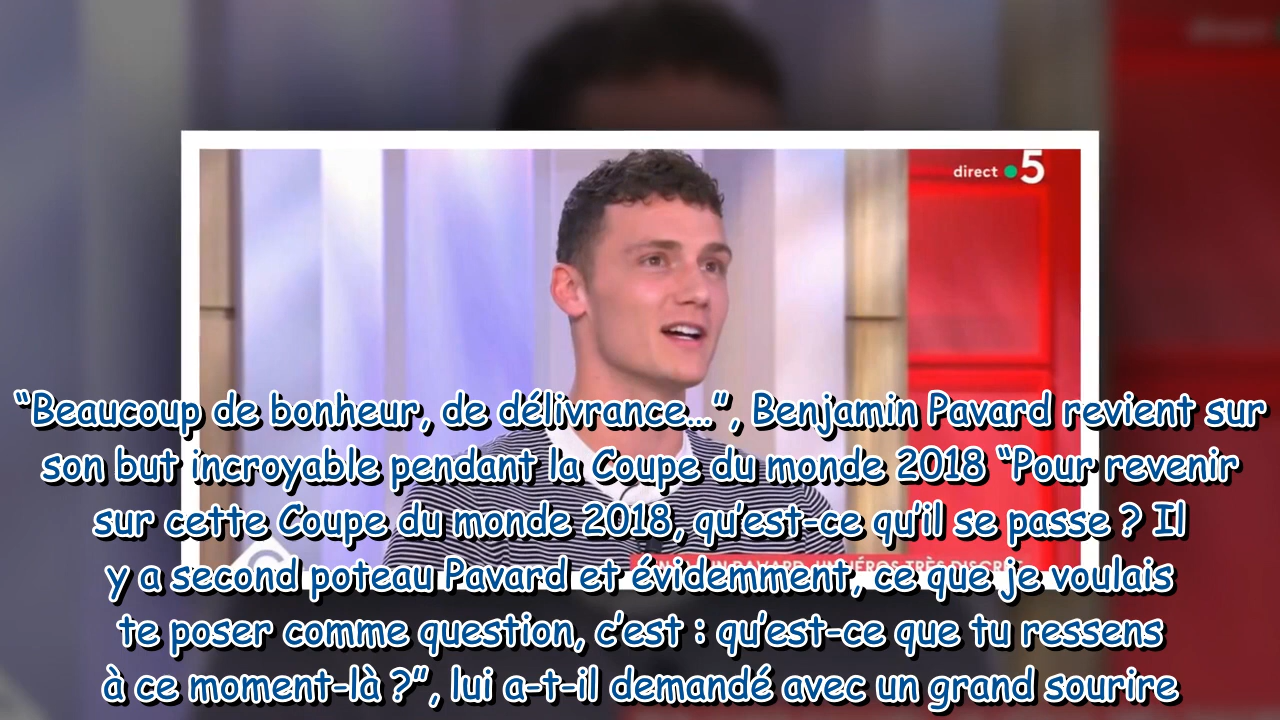 direct 5
“Beaucoup de bonheur, de délivrance...”, Benjamin Pavard revient sur
son but incroyable pendant la Coupe du monde 2018 “Pour revenir
sur cette Coupe du monde 2018, qu’est-ce qu’il se passe ? Il
y a second poteau Pavard et évidemment, ce que je voulais
te poser comme question, c’est : qu’est-ce que tu ressens
à ce moment-là ?”, lui a-t-il demandé avec un grand sourire